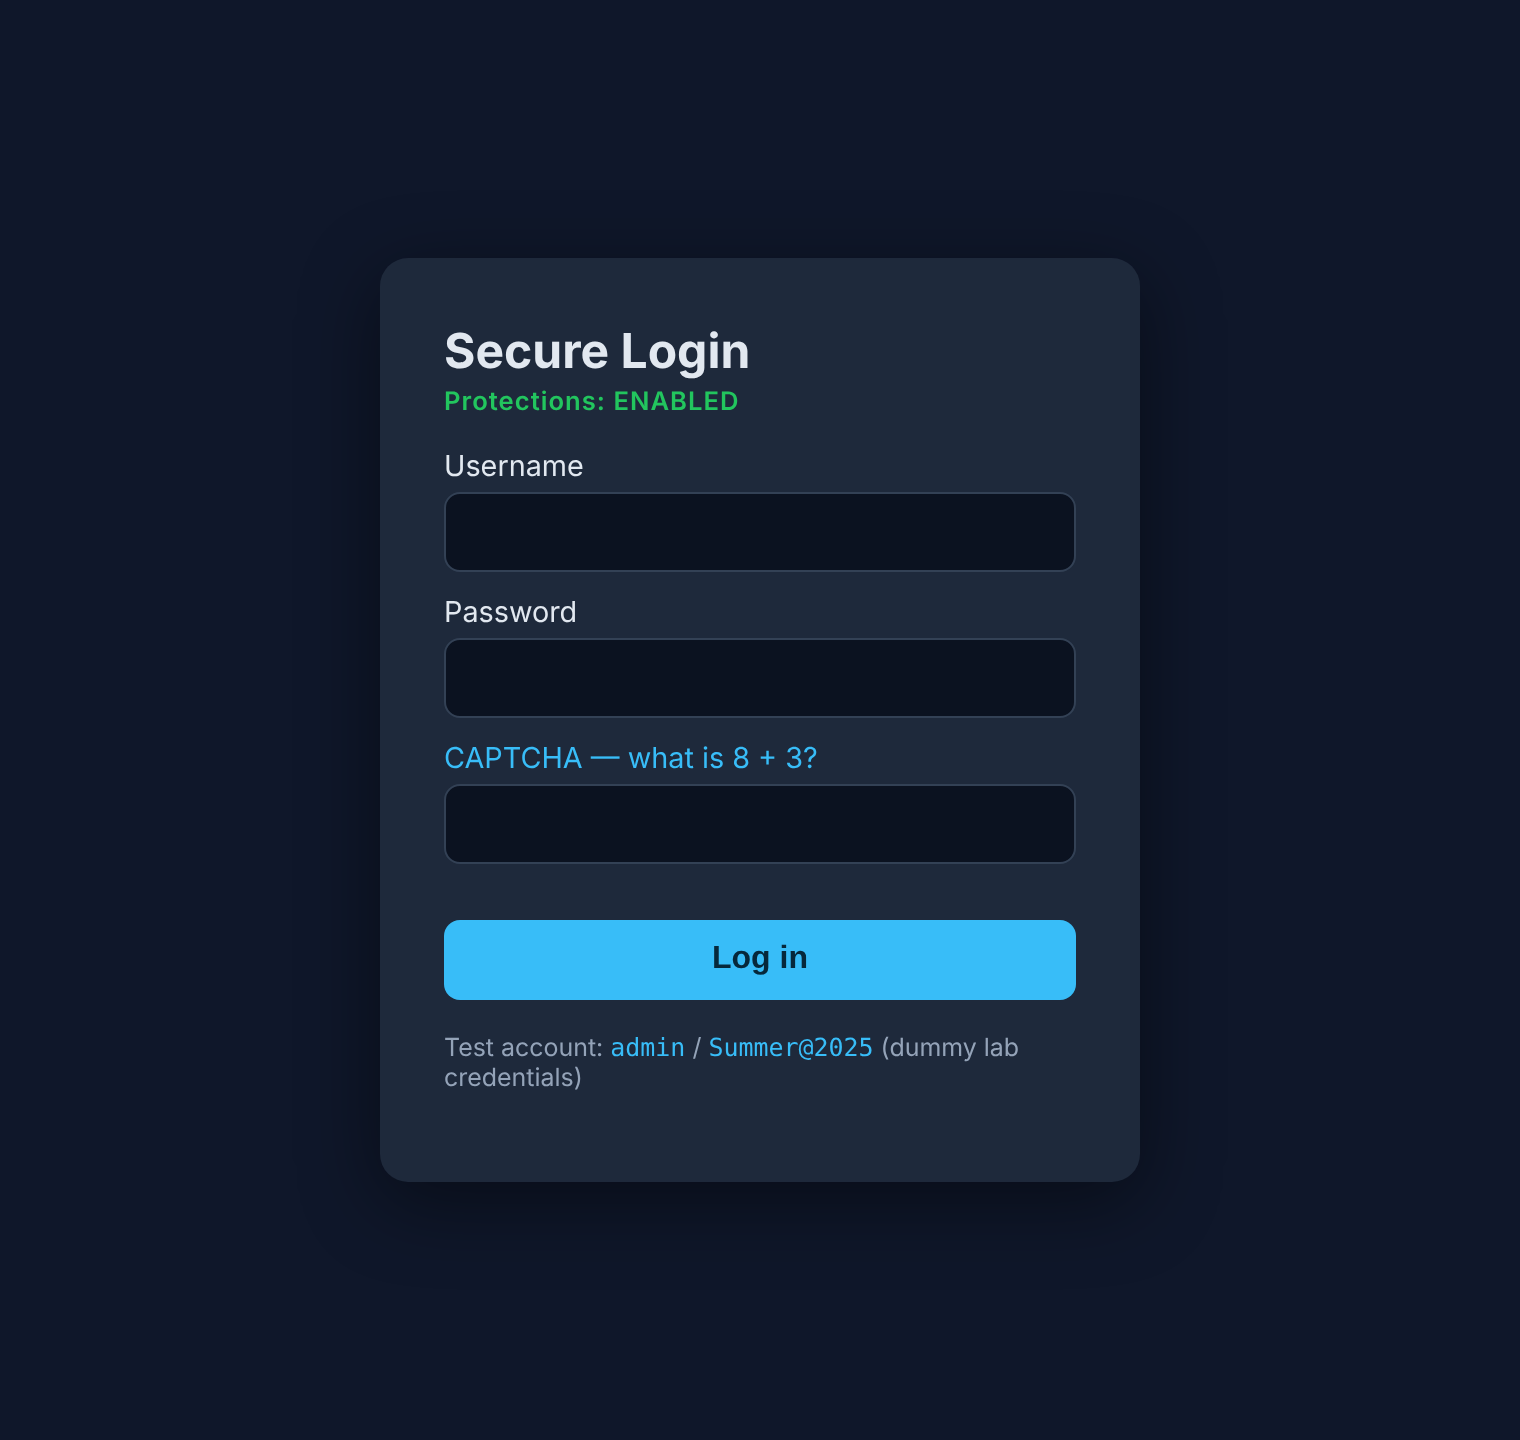 Secure Login
Protections: ENABLED
Username
Password
CAPTCHA — what is 8 + 3?
Log in
Test account: admin / Summer@2025 (dummy lab
credentials)